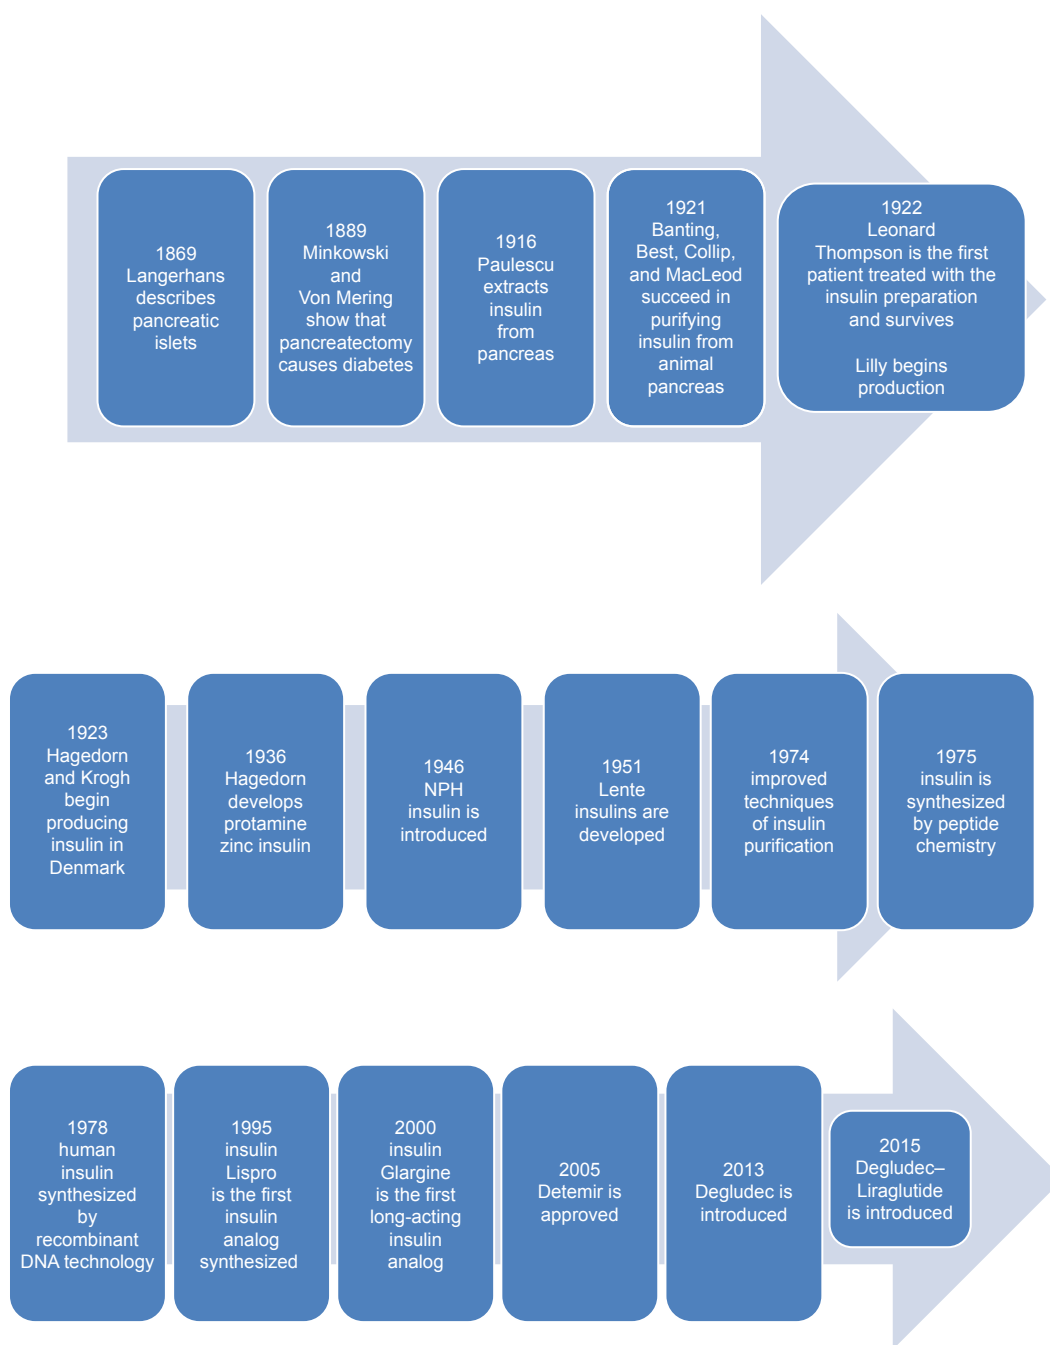 1869
Langerhans
describes
pancreatic
islets
1889
Minkowski
and
Von Mering
show that
pancreatectomy
causes diabetes
1916
Paulescu
extracts
insulin
from
pancreas
1921
Banting,
Best, Collip,
and MacLeod
succeed in
purifying
insulin from
animal
pancreas
1922
Leonard
Thompson is the first
patient treated with the
insulin preparation
and survives
Lilly begins
production
1923
Hagedorn
and Krogh
begin
producing
insulin in
Denmark
1936
Hagedorn
develops
protamine
zinc insulin
1946
NPH
insulin is
introduced
1951
Lente
insulins are
developed
1974
improved
techniques
of insulin
purification
1975
insulin is
synthesized
by peptide
chemistry
1978
human
insulin
synthesized
by
recombinant
DNA technology
1995
insulin
Lispro
is the first
insulin
analog
synthesized
2000
insulin
Glargine
is the first
long-acting
insulin
analog
2005
Detemir is
approved
2013
Degludec is
introduced
2015
Degludec–
Liraglutide
is introduced